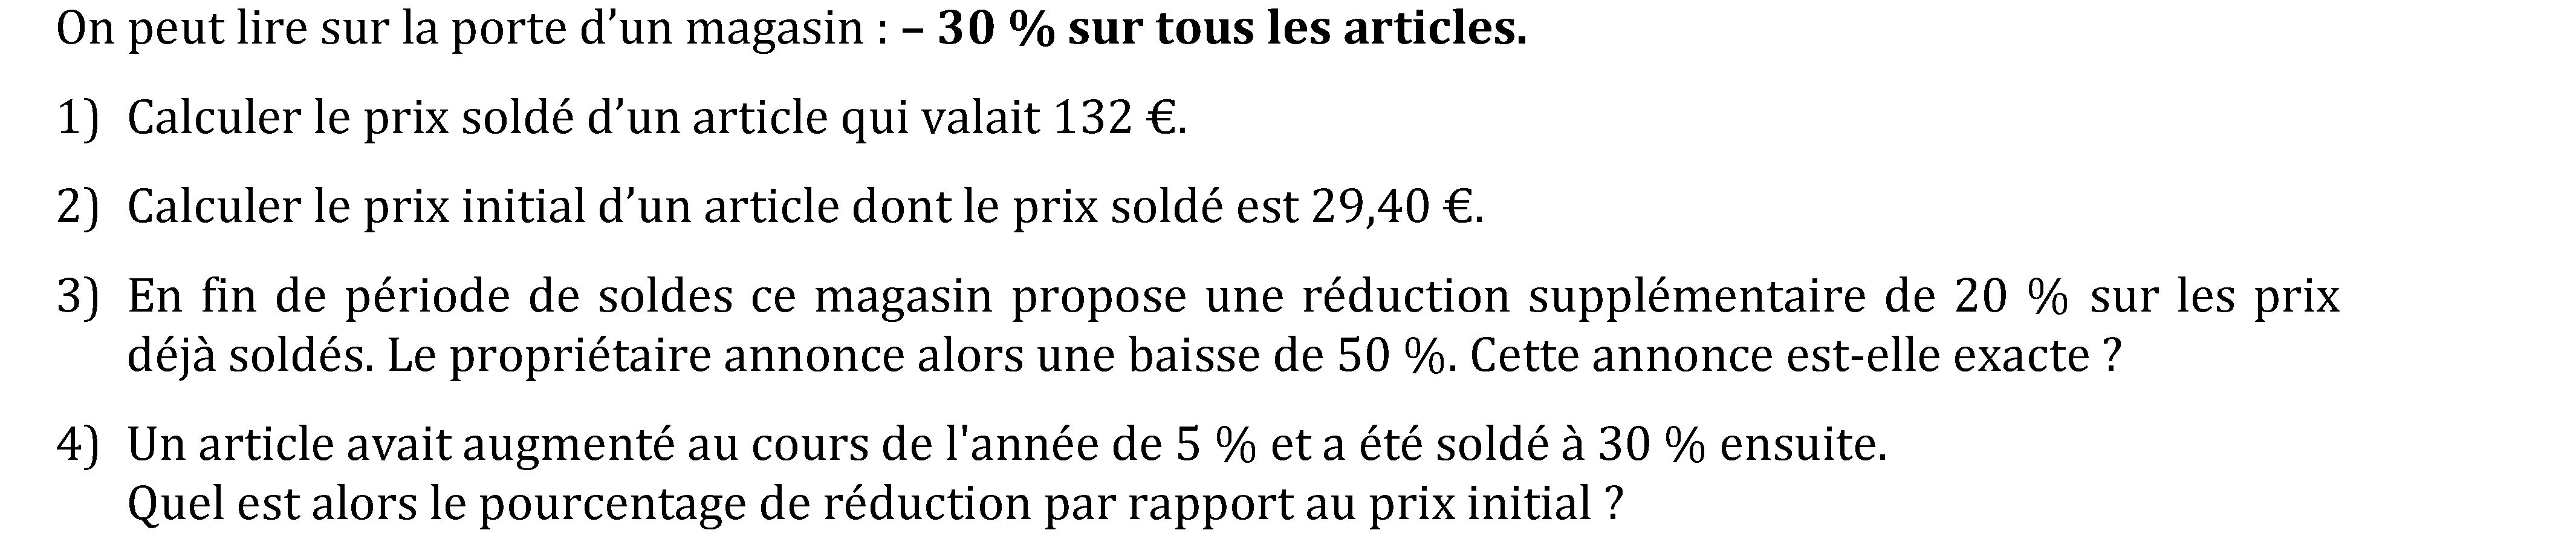 On peut lire sur la porte d’un magasin : – 30 % sur tous les articles.
1) Calculer le prix soldé d’un article qui valait 132 €.
2) Calculer le prix initial d’un article dont le prix soldé est 29,40 €.
3) En fin de période de soldes ce magasin propose une réduction supplémentaire de 20 % sur les prix
déjà soldés. Le propriétaire annonce alors une baisse de 50 %. Cette annonce est-elle exacte ?
4) Un article avait augmenté au cours de l'année de 5 % et a été soldé à 30 % ensuite.
Quel est alors le pourcentage de réduction par rapport au prix initial ?